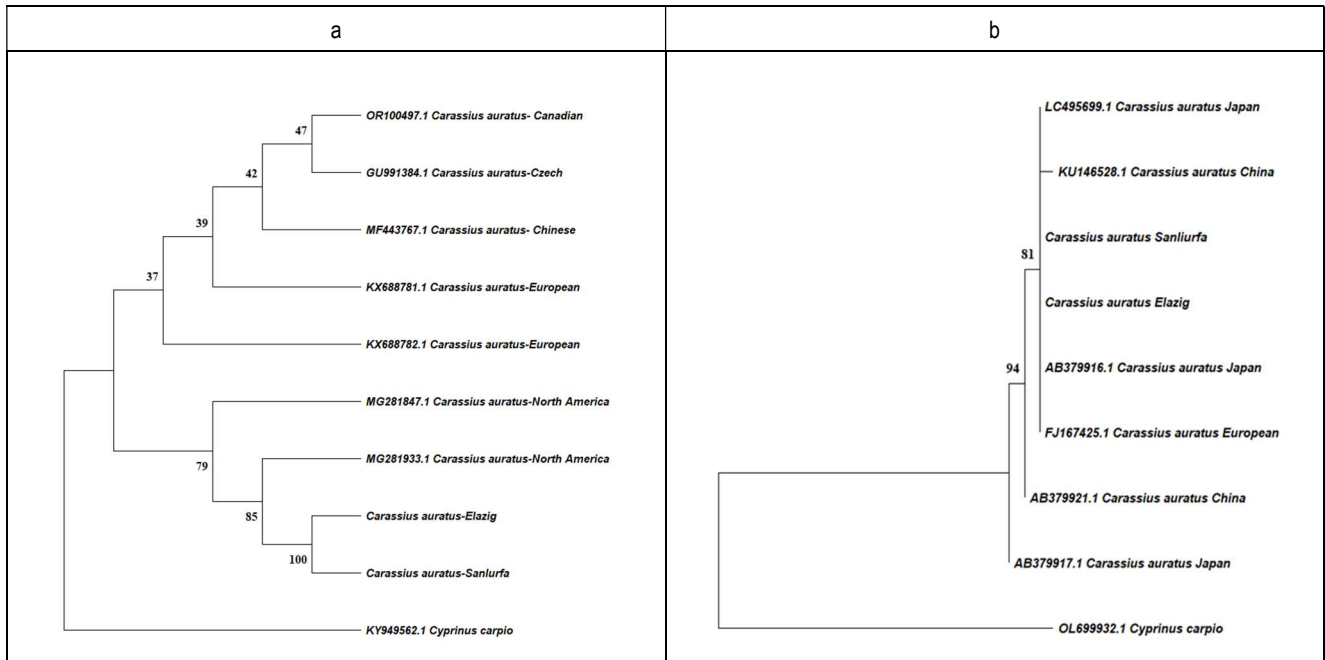 a
b
OR100497.1 Carassius auratus- Canadian
47
GU991384.1 Carassius auratus-Czech
42
MF443767.1 Carassius auratus- Chinese
39
KX688781.1 Carassius auratus-European
37
KX688782.1 Carassius auratus-European
MG281847.1 Carassius auratus-North America
79
MG281933.1 Carassius auratus-North America
85
Carassius auratus-Elazig
100
Carassius auratus-Sanlurfa
KY949562.1 Cyprinus carpio
LC495699.1 Carassius auratus Japan
KU146528.1 Carassius auratus China
Carassius auratus Sanliurfa
81
Carassius auratus Elazig
AB379916.1 Carassius auratus Japan
94
FJ167425.1 Carassius auratus European
AB379921.1 Carassius auratus China
AB379917.1 Carassius auratus Japan
OL699932.1 Cyprinus carpio